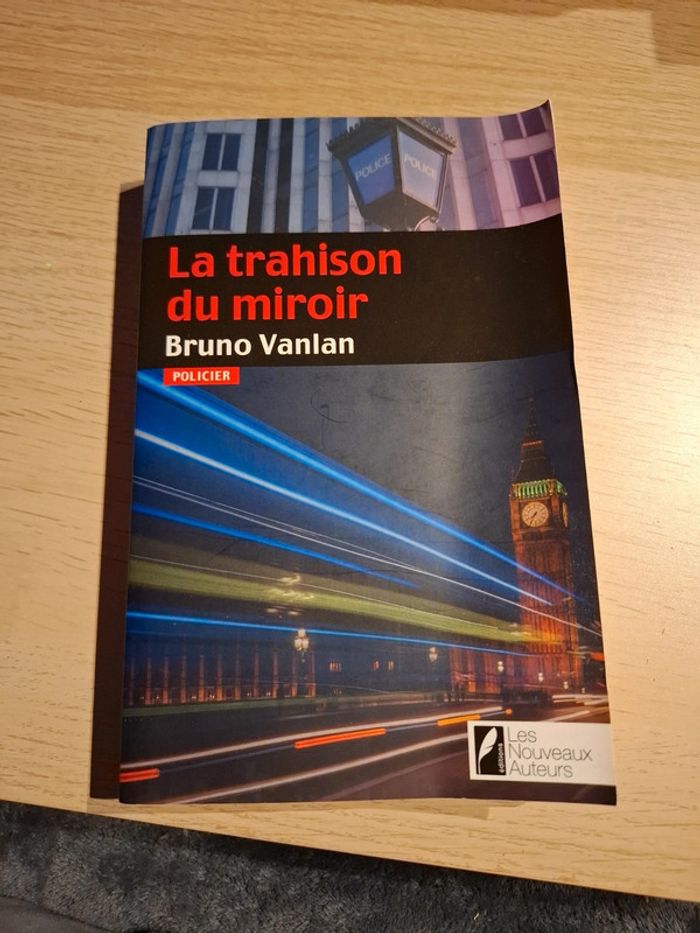 POLICE POLICE
La trahison
du miroir
Bruno Vanlan
POLICIER
éditions
Les
Nouveaux
Auteurs